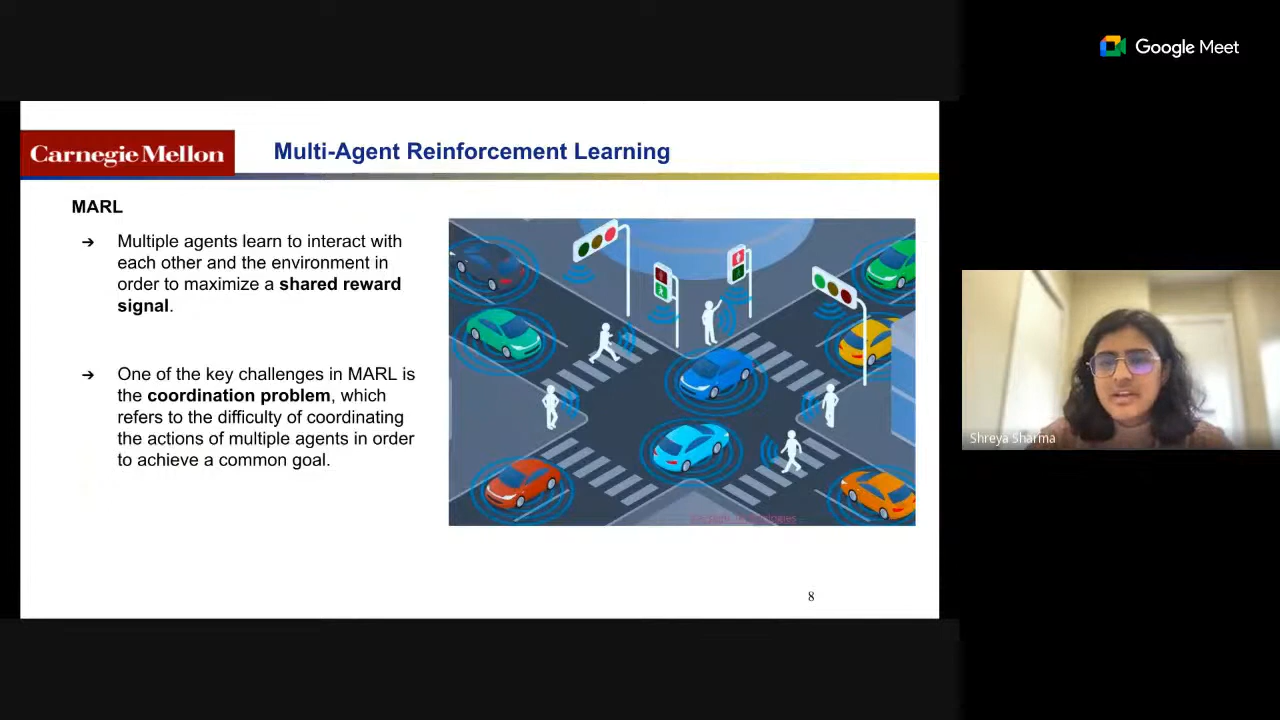 Google Meet
Carnegie Mellon
Multi-Agent Reinforcement Learning
MARL
➔ Multiple agents learn to interact with
each other and the environment in
order to maximize a shared reward
signal.
➔ One of the key challenges in MARL is
the coordination problem, which
refers to the difficulty of coordinating
the actions of multiple agents in order
to achieve a common goal.
8
Shreya Sharma